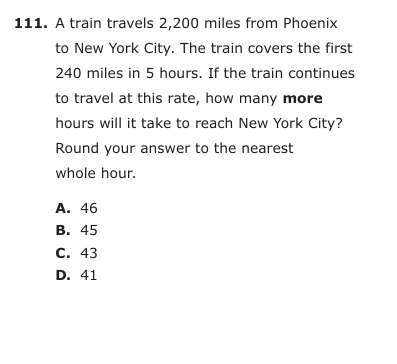 111. A train travels 2,200 miles from Phoenix
to New York City. The train covers the first
240 miles in 5 hours. If the train continues
to travel at this rate, how many more
hours will it take to reach New York City?
Round your answer to the nearest
whole hour.
A. 46
B. 45
C. 43
D. 41